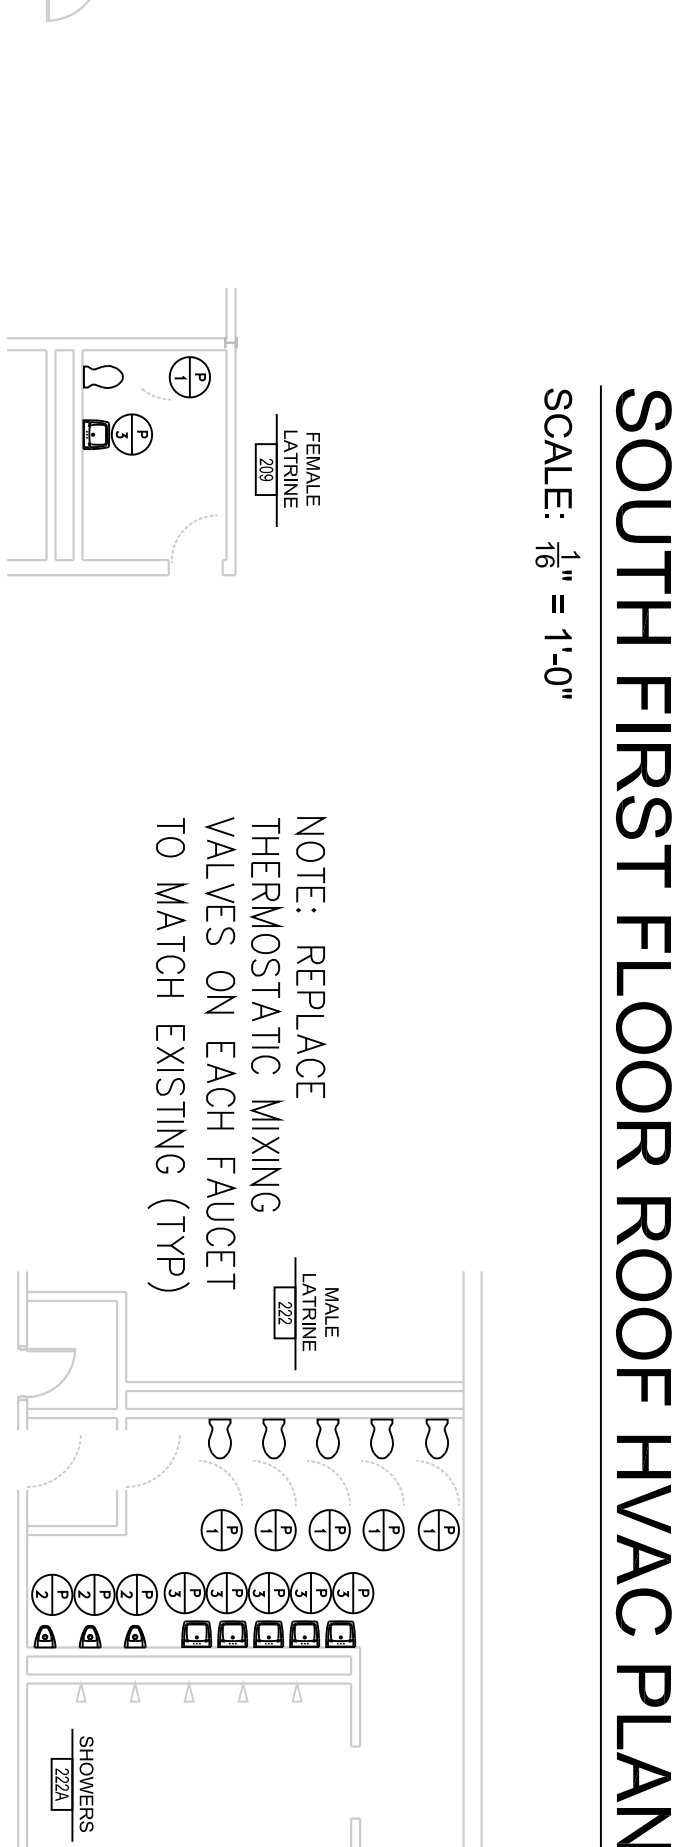 SOUTH FIRST FLOOR ROOF HVAC PLAN
SCALE: 1/16" = 1'-0"
FEMALE
LATRINE
209
P
1
P
3
NOTE: REPLACE
THERMOSTATIC MIXING
VALVES ON EACH FAUCET
TO MATCH EXISTING (TYP)
MALE
LATRINE
222
P
1
P
1
P
1
P
1
P
1
P
3
P
3
P
3
P
3
P
3
P
2
P
2
P
2
SHOWERS
222A